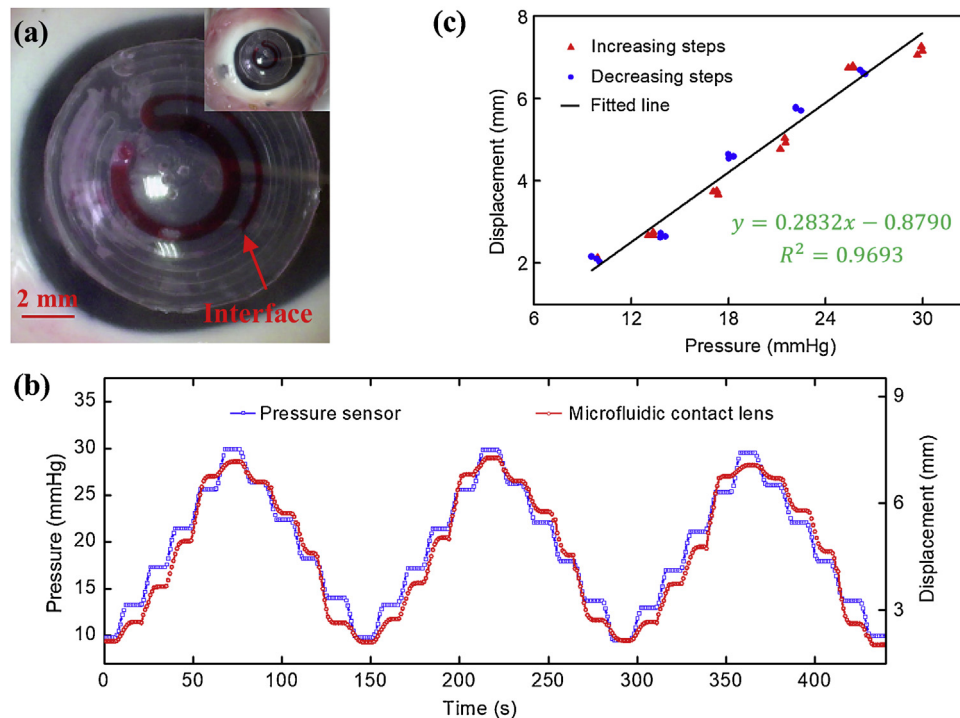 (a)
2 mm
Interface
(c)
8
6
4
2
Displacement (mm)
Increasing steps
Decreasing steps
Fitted line
y = 0.2832x − 0.8790
R² = 0.9693
6 12 18 24 30
Pressure (mmHg)
(b)
35
30
25
20
15
10
Pressure (mmHg)
Pressure sensor
Microfluidic contact lens
9
6
3
Displacement (mm)
0 50 100 150 200 250 300 350 400
Time (s)